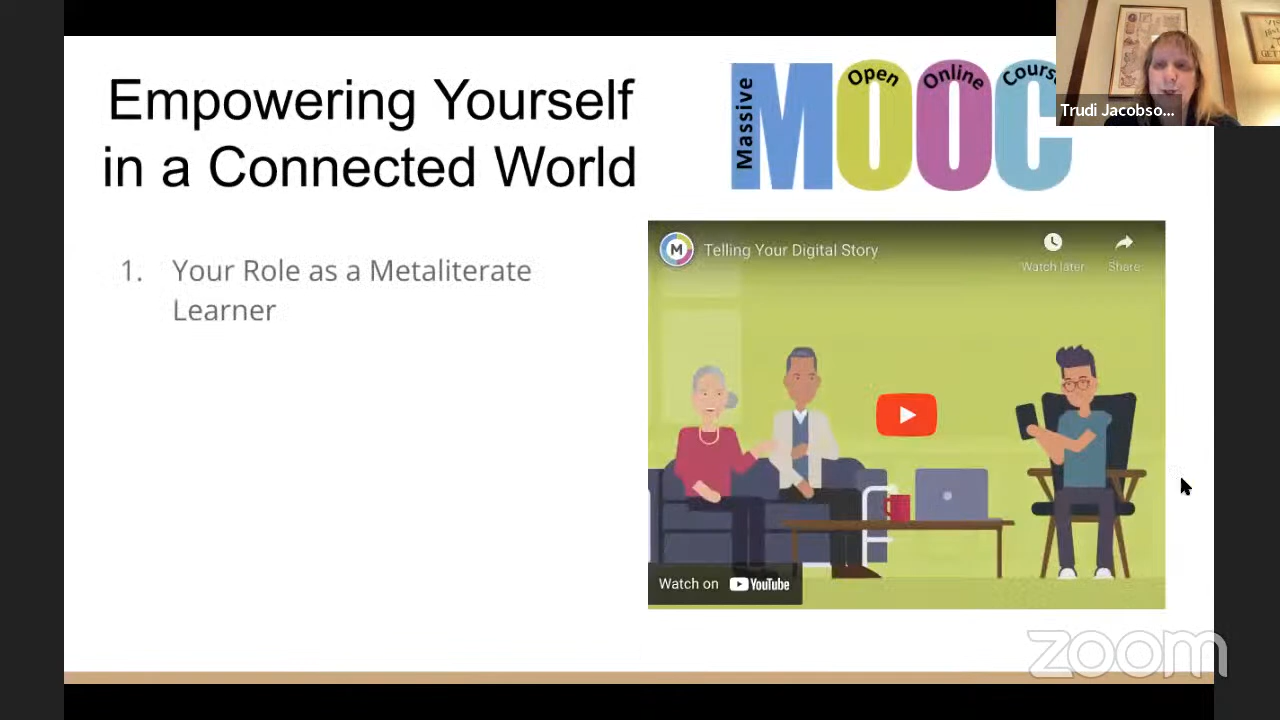 Empowering Yourself
in a Connected World
Massive
MOOC
Open
Online
Trudi Jacobso...
1. Your Role as a Metaliterate
Learner
M
Telling Your Digital Story
Watch later
Share
Watch on YouTube
zoom